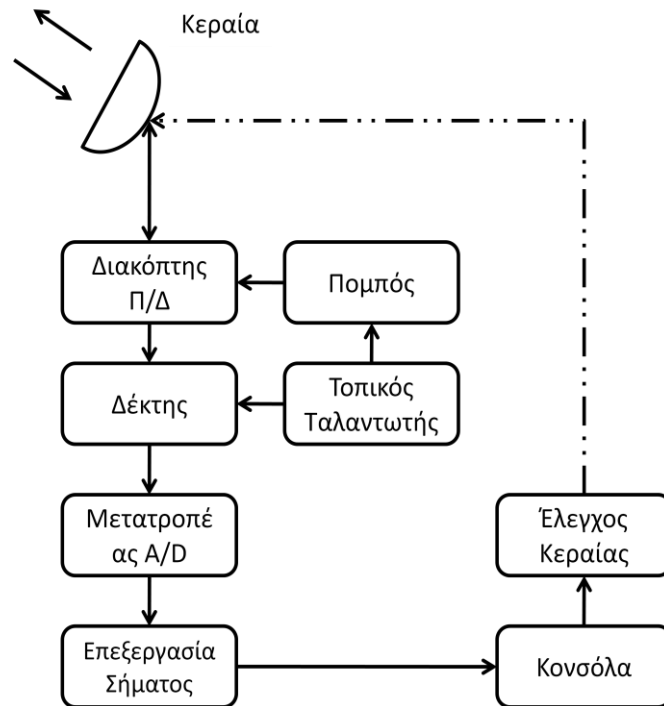 Κεραία
Διακόπτης
Π/Δ
Πομπός
Δέκτης
Τοπικός
Ταλαντωτής
Μετατροπέ
ας A/D
Έλεγχος
Κεραίας
Επεξεργασία
Σήματος
Κονσόλα